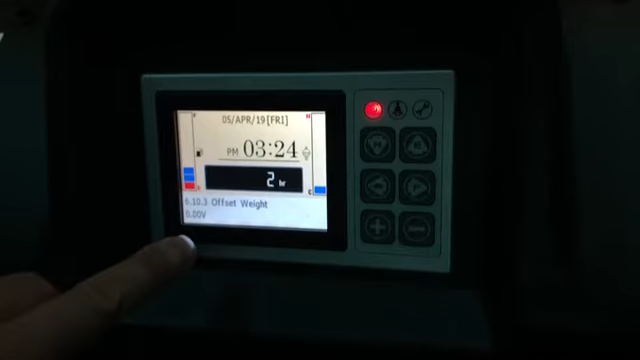 05/APR/19[FRI]
F
H
PM 03:24
2 hr
E
C
6.10.3 Offset Weight
0.00V